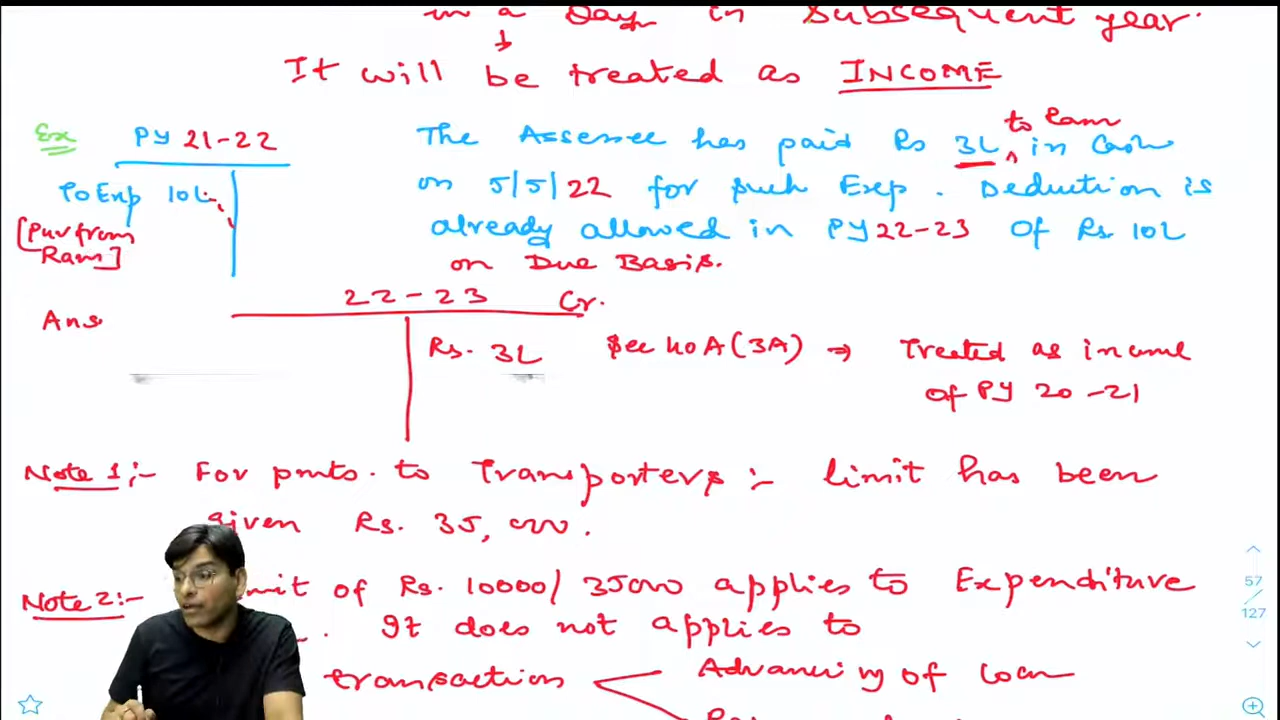 in a Day in Subsequent year.
It will be treated as INCOME
Ex
PY 21-22
To Exp 10L
[Pur from
Ram]
The Assessee has paid Rs 3L to Ram in Cash
on 5/5/22 for such Exp. Deduction is
already allowed in PY 22-23 of Rs. 10L
on Due Basis.
22-23 Cr.
Ans
Rs. 3L
Sec 40A(3A) → Treated as income
of PY 20-21
Note 1:- For pmts. to Transporters :- limit has been
given Rs. 35,000.
Note 2:- of Rs. 10000/35000 applies to Expenditure
It does not applies to
transaction
Advancing of loan
57
127